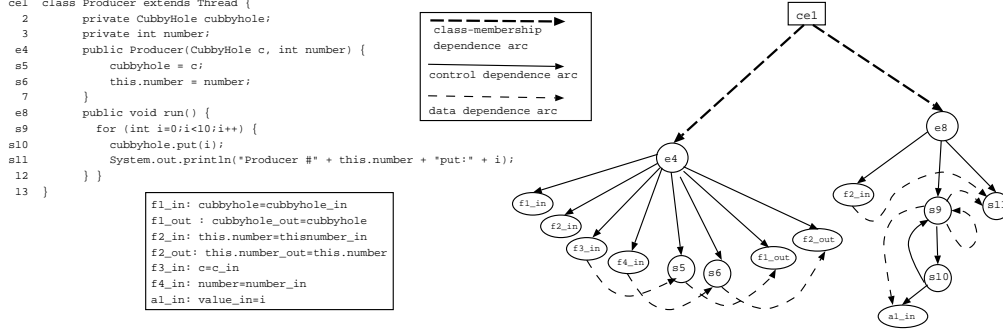 ce1 class Producer extends Thread {
2 private CubbyHole cubbyhole;
3 private int number;
e4 public Producer(CubbyHole c, int number) {
s5 cubbyhole = c;
s6 this.number = number;
7 }
e8 public void run() {
s9 for (int i=0;i<10;i++) {
s10 cubbyhole.put(i);
s11 System.out.println("Producer #" + this.number + "put:" + i);
12 } }
13 }
class-membership
dependence arc
control dependence arc
data dependence arc
f1_in: cubbyhole=cubbyhole_in
f1_out : cubbyhole_out=cubbyhole
f2_in: this.number=thisnumber_in
f2_out: this.number_out=this.number
f3_in: c=c_in
f4_in: number=number_in
a1_in: value_in=i
ce1
e4
e8
f1_in
f2_in
f3_in
f4_in
s5
s6
f1_out
f2_out
f2_in
s9
s11
s10
a1_in